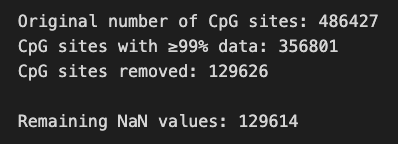 Original number of CpG sites: 486427
CpG sites with ≥99% data: 356801
CpG sites removed: 129626
Remaining NaN values: 129614